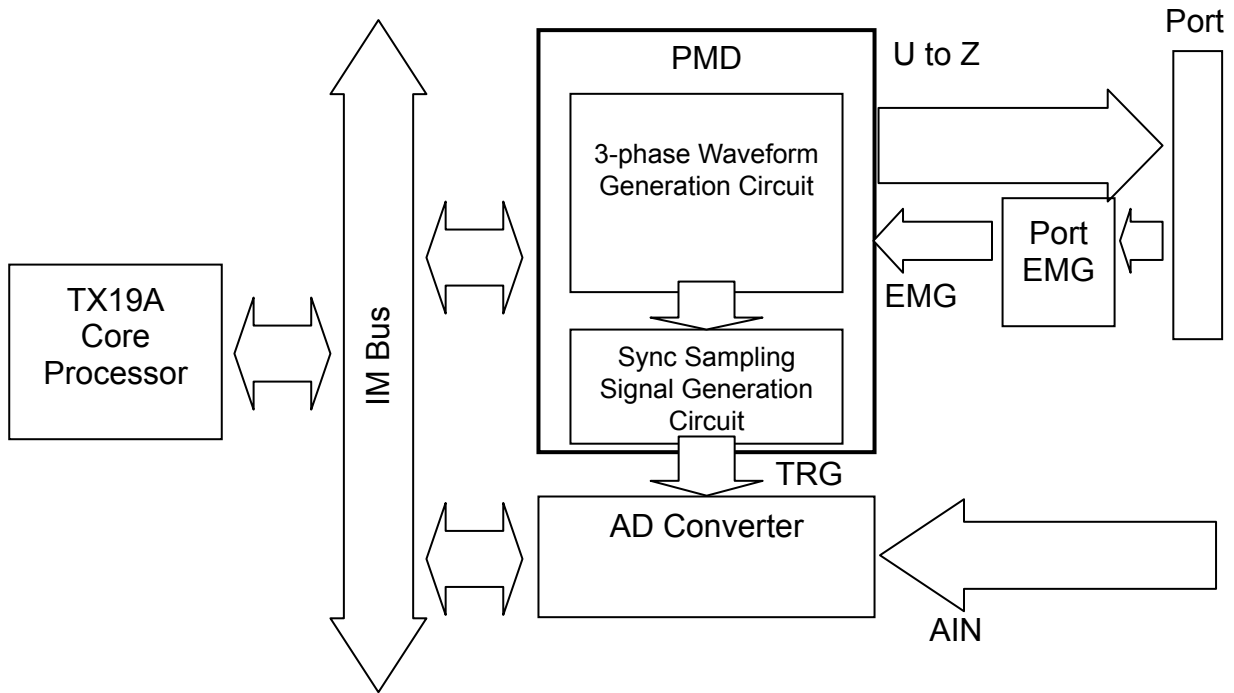 Port
PMD
U to Z
3-phase Waveform
Generation Circuit
Port
EMG
EMG
TX19A
Core
Processor
IM Bus
Sync Sampling
Signal Generation
Circuit
TRG
AD Converter
AIN